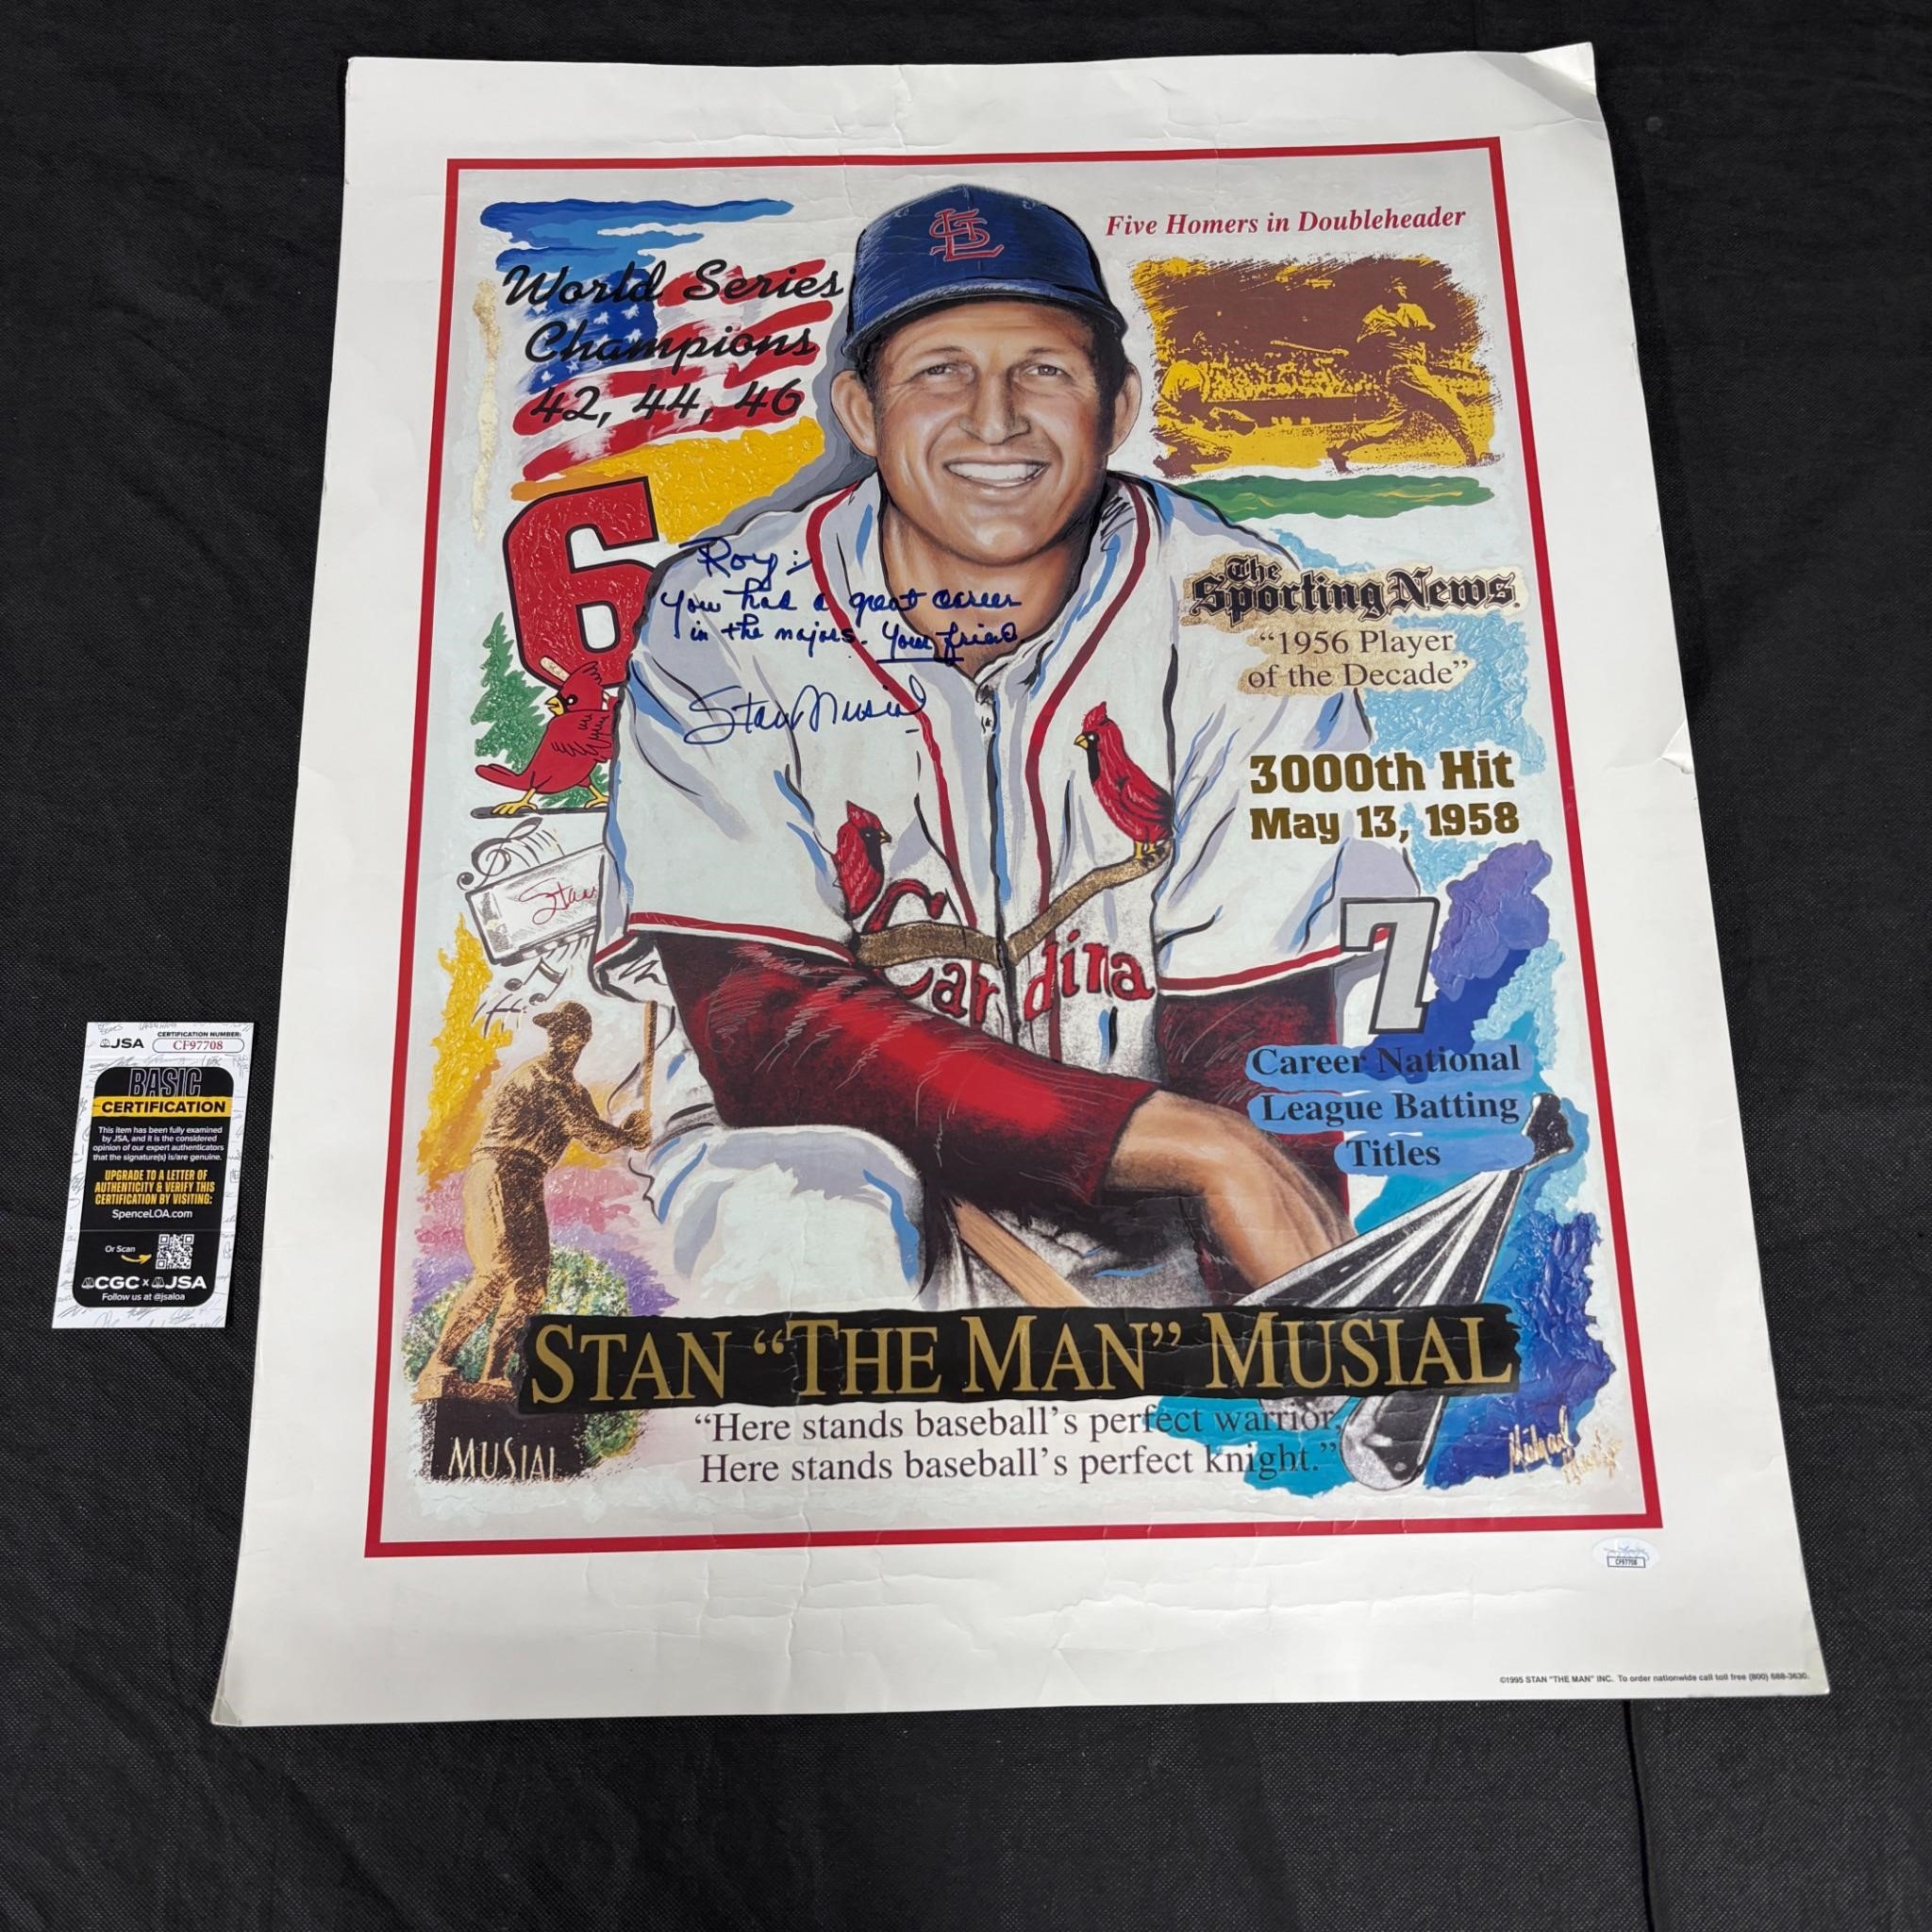 Five Homers in Doubleheader
World Series
Champions
42, 44, 46
6
Roy:
You had a great career
in the majors. Your friend
Stan Musial
The
Sporting News
"1956 Player
of the Decade"
3000th Hit
May 13, 1958
Stan
Cardina
7
Career National
League Batting
Titles
STAN "THE MAN" MUSIAL
"Here stands baseball's perfect warrior,
Here stands baseball's perfect knight."
MUSIAL
Michael
CF97708
©1995 STAN "THE MAN" INC. To order nationwide call toll free (800) 688-3630.
JSA
CERTIFICATION NUMBER:
CF97708
BASIC
CERTIFICATION
This item has been fully examined
by JSA, and it is the considered
opinion of our expert authenticators
that the signature(s) is/are genuine.
UPGRADE TO A LETTER OF
AUTHENTICITY & VERIFY THIS
CERTIFICATION BY VISITING:
SpenceLOA.com
Or Scan
CGC x JSA
Follow us at @jsaloa